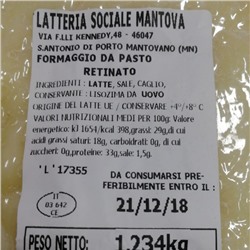 LATTERIA SOCIALE MANTOVA
VIA F.LLI KENNEDY,48 - 46047
S.ANTONIO DI PORTO MANTOVANO (MN)
FORMAGGIO DA PASTO
RETINATO
INGREDIENTI: LATTE, SALE, CAGLIO,
CONSERVANTE : LISOZIMA DA UOVO
ORIGINE DEL LATTE UE / CONSERVARE +4°/+8° C
VALORI NUTRIZIONALI MEDI PER 100g: Valore
energetico: kj 1654/kcal 398,grassi: 29g,di cui
acidi grassi saturi: 18g, carboidrati: 0g, di cui
zuccheri: 0g,proteine: 33g,sale: 1,5g.
'L'17355
DA CONSUMARSI PRE-
FERIBILMENTE ENTRO IL :
21/12/18
IT
03 642
CE
PESO NETTO: 1,234kg